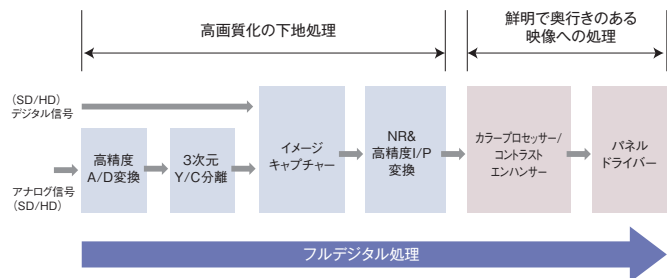 高画質化の下地処理
鮮明で奥行きのある
映像への処理
(SD/HD)
デジタル信号
アナログ信号
(SD/HD)
高精度
A/D変換
3次元
Y/C分離
イメージ
キャプチャー
NR&
高精度I/P
変換
カラープロセッサー/
コントラスト
エンハンサー
パネル
ドライバー
フルデジタル処理